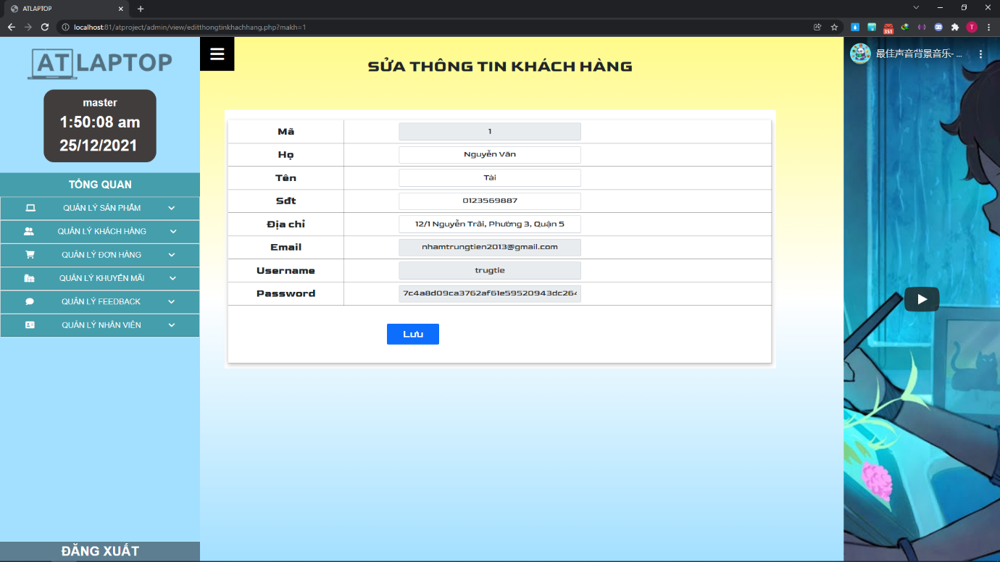 ATLAPTOP
localhost:81/atproject/admin/view/editthongtinkhachhang.php?makh=1
351
T
ATLAPTOP
master
1:50:08 am
25/12/2021
TỔNG QUAN
QUẢN LÝ SẢN PHẨM
QUẢN LÝ KHÁCH HÀNG
QUẢN LÝ ĐƠN HÀNG
QUẢN LÝ KHUYẾN MÃI
QUẢN LÝ FEEDBACK
QUẢN LÝ NHÂN VIÊN
ĐĂNG XUẤT
SỬA THÔNG TIN KHÁCH HÀNG
Mã 1
Họ Nguyễn Văn
Tên Tài
Sđt 0123569887
Địa chỉ 12/1 Nguyễn Trãi, Phường 3, Quận 5
Email nhamtrungtien2013@gmail.com
Username trugtie
Password 7c4a8d09ca3762af61e59520943dc264
Lưu
最佳声音背景音乐- ...